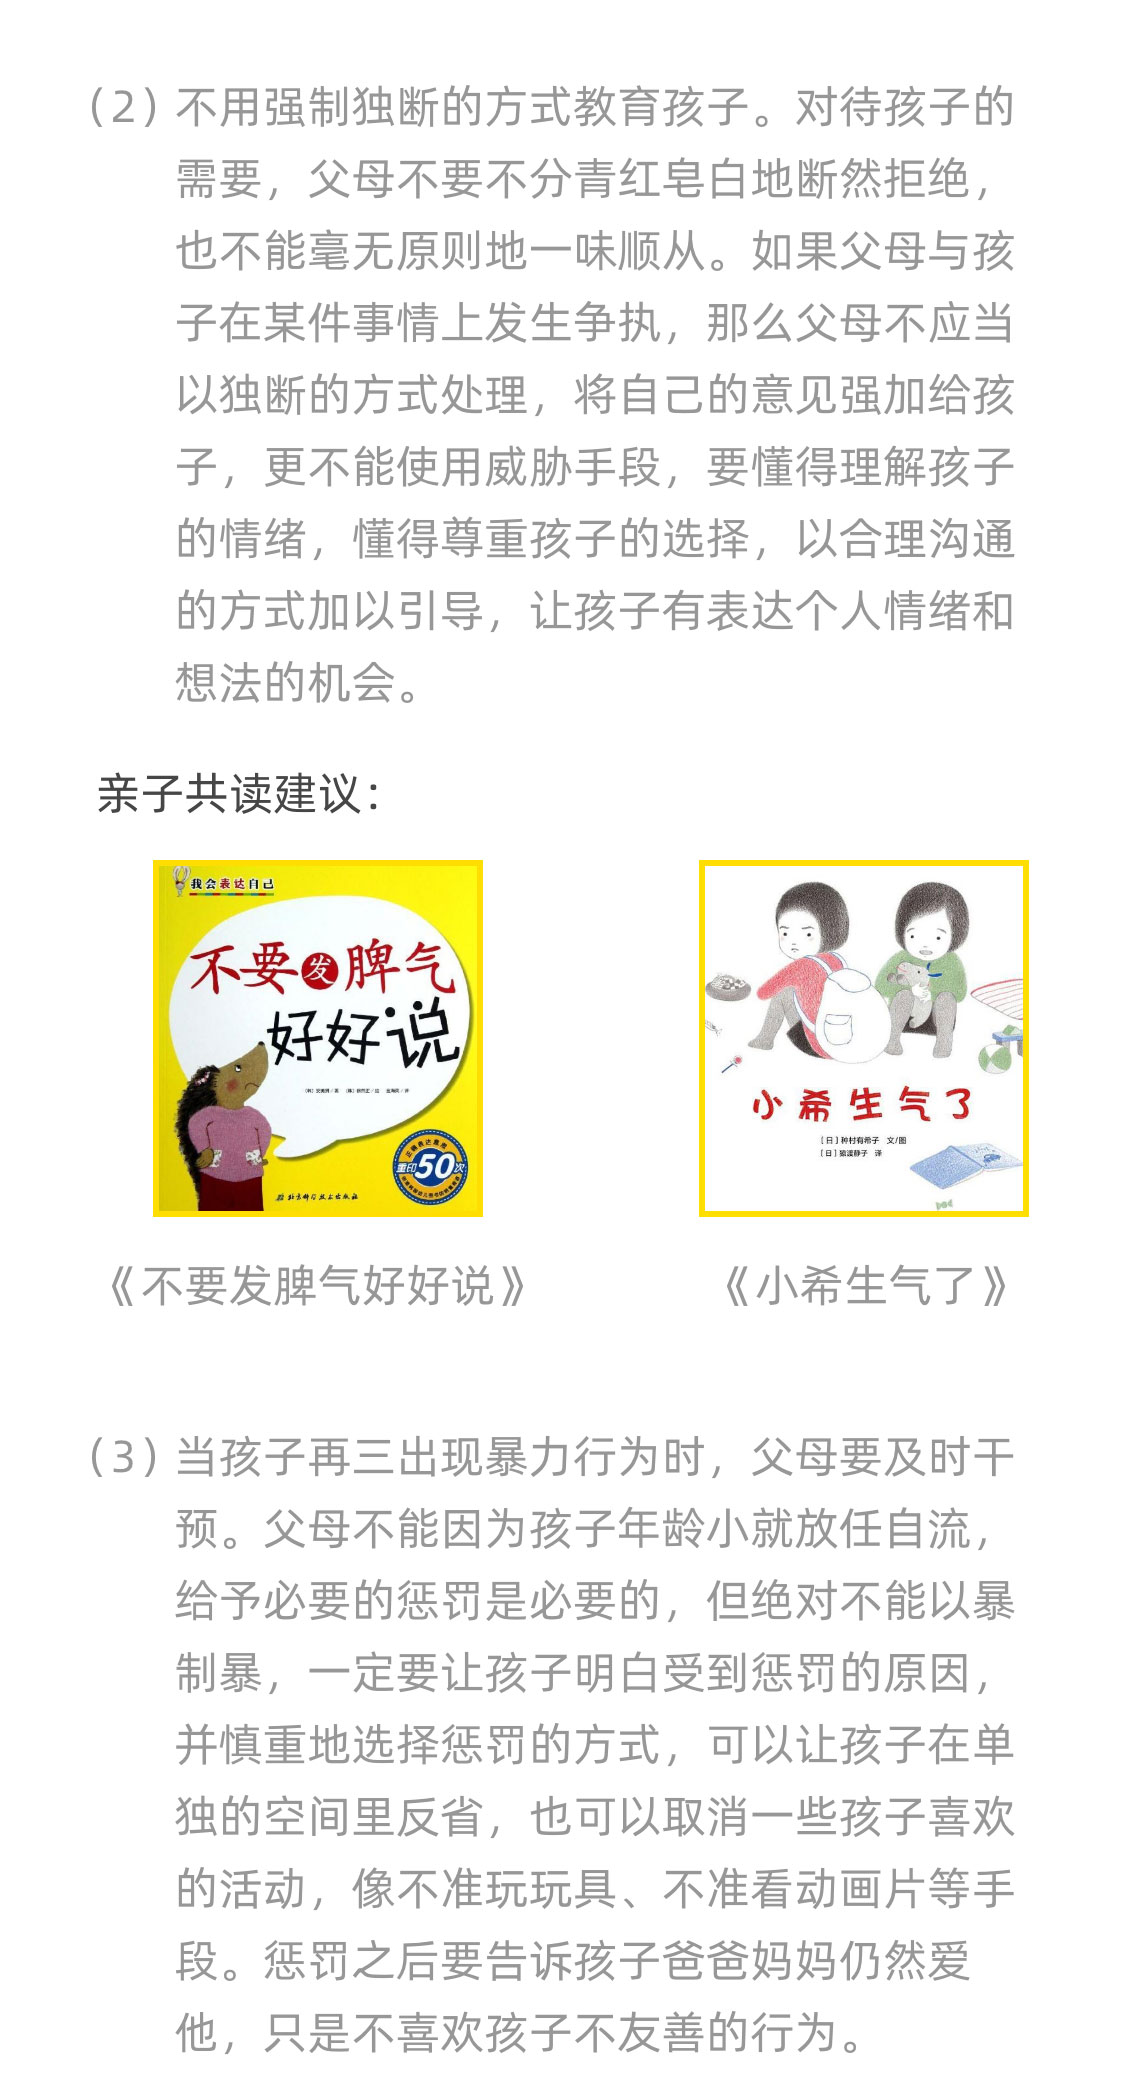 （2）不用强制独断的方式教育孩子。对待孩子的
需要，父母不要不分青红皂白地断然拒绝，
也不能毫无原则地一味顺从。如果父母与孩
子在某件事情上发生争执，那么父母不应当
以独断的方式处理，将自己的意见强加给孩
子，更不能使用威胁手段，要懂得理解孩子
的情绪，懂得尊重孩子的选择，以合理沟通
的方式加以引导，让孩子有表达个人情绪和
想法的机会。
亲子共读建议：
我会表达自己
不要发脾气
好好说
重印50次
北京科学技术出版社
小希生气了
［日］种村有希子 文/图
［日］猿渡静子 译
《不要发脾气好好说》
《小希生气了》
（3）当孩子再三出现暴力行为时，父母要及时干
预。父母不能因为孩子年龄小就放任自流，
给予必要的惩罚是必要的，但绝对不能以暴
制暴，一定要让孩子明白受到惩罚的原因，
并慎重地选择惩罚的方式，可以让孩子在单
独的空间里反省，也可以取消一些孩子喜欢
的活动，像不准玩玩具、不准看动画片等手
段。惩罚之后要告诉孩子爸爸妈妈仍然爱
他，只是不喜欢孩子不友善的行为。